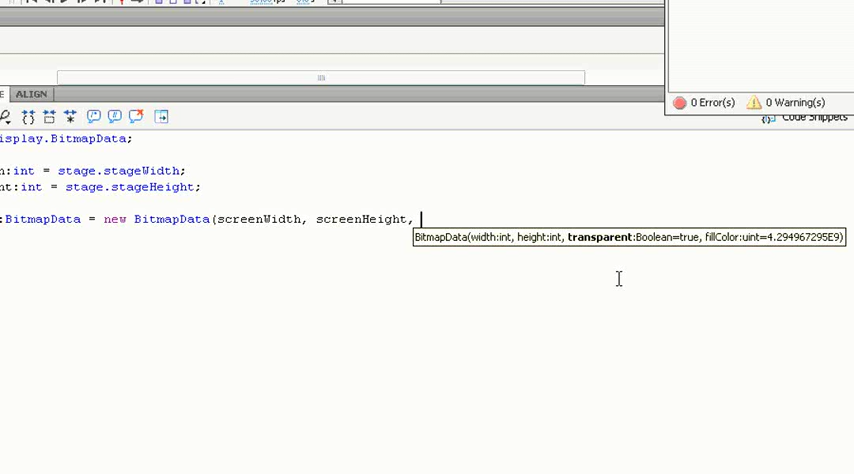 ALIGN
0 Error(s) 0 Warning(s)
Code Snippets
isplay.BitmapData;
n:int = stage.stageWidth;
nt:int = stage.stageHeight;
:BitmapData = new BitmapData(screenWidth, screenHeight,
BitmapData(width:int, height:int, transparent:Boolean=true, fillColor:uint=4.294967295E9)